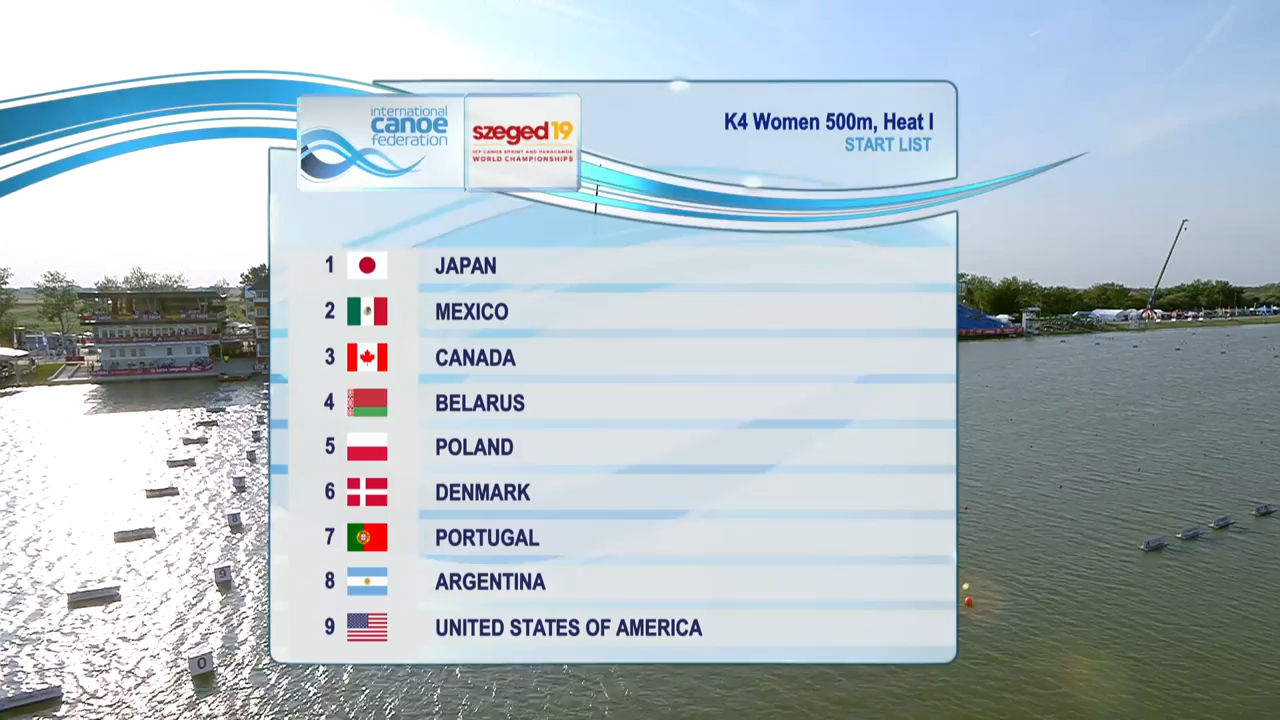 international
canoe
federation
szeged19
ICF CANOE SPRINT AND PARACANOE
WORLD CHAMPIONSHIPS
K4 Women 500m, Heat I
START LIST
1 JAPAN
2 MEXICO
3 CANADA
4 BELARUS
5 POLAND
6 DENMARK
7 PORTUGAL
8 ARGENTINA
9 UNITED STATES OF AMERICA
0